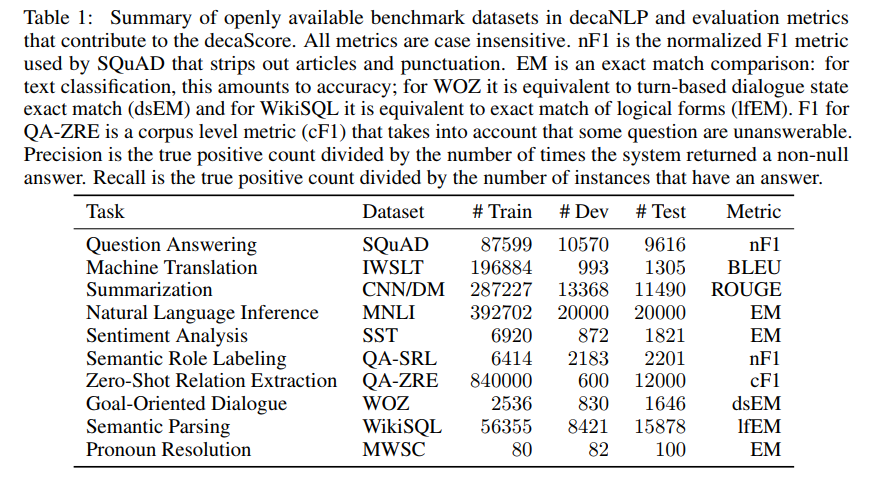 Table 1: Summary of openly available benchmark datasets in decaNLP and evaluation metrics
that contribute to the decaScore. All metrics are case insensitive. nF1 is the normalized F1 metric
used by SQuAD that strips out articles and punctuation. EM is an exact match comparison: for
text classification, this amounts to accuracy; for WOZ it is equivalent to turn-based dialogue state
exact match (dsEM) and for WikiSQL it is equivalent to exact match of logical forms (lfEM). F1 for
QA-ZRE is a corpus level metric (cF1) that takes into account that some question are unanswerable.
Precision is the true positive count divided by the number of times the system returned a non-null
answer. Recall is the true positive count divided by the number of instances that have an answer.
Task Dataset # Train # Dev # Test Metric
Question Answering SQuAD 87599 10570 9616 nF1
Machine Translation IWSLT 196884 993 1305 BLEU
Summarization CNN/DM 287227 13368 11490 ROUGE
Natural Language Inference MNLI 392702 20000 20000 EM
Sentiment Analysis SST 6920 872 1821 EM
Semantic Role Labeling QA-SRL 6414 2183 2201 nF1
Zero-Shot Relation Extraction QA-ZRE 840000 600 12000 cF1
Goal-Oriented Dialogue WOZ 2536 830 1646 dsEM
Semantic Parsing WikiSQL 56355 8421 15878 lfEM
Pronoun Resolution MWSC 80 82 100 EM